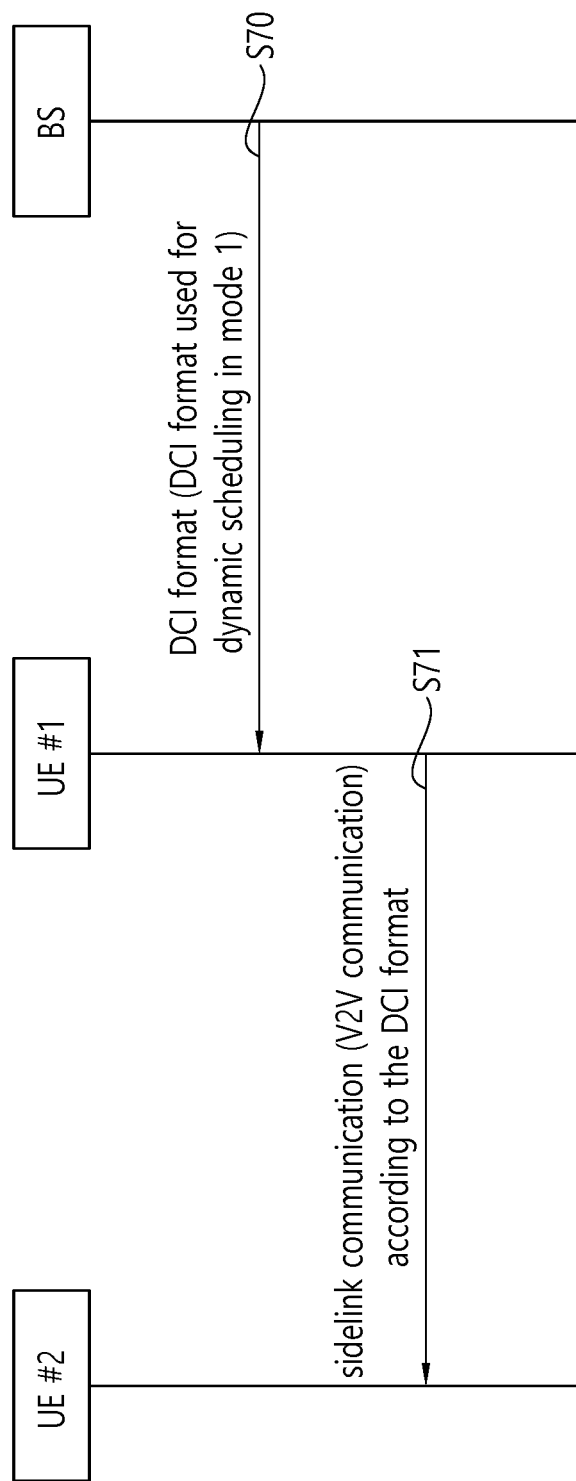 UE #2
UE #1
BS
DCI format (DCI format used for
dynamic scheduling in mode 1)
S70
sidelink communication (V2V communication)
according to the DCI format
S71